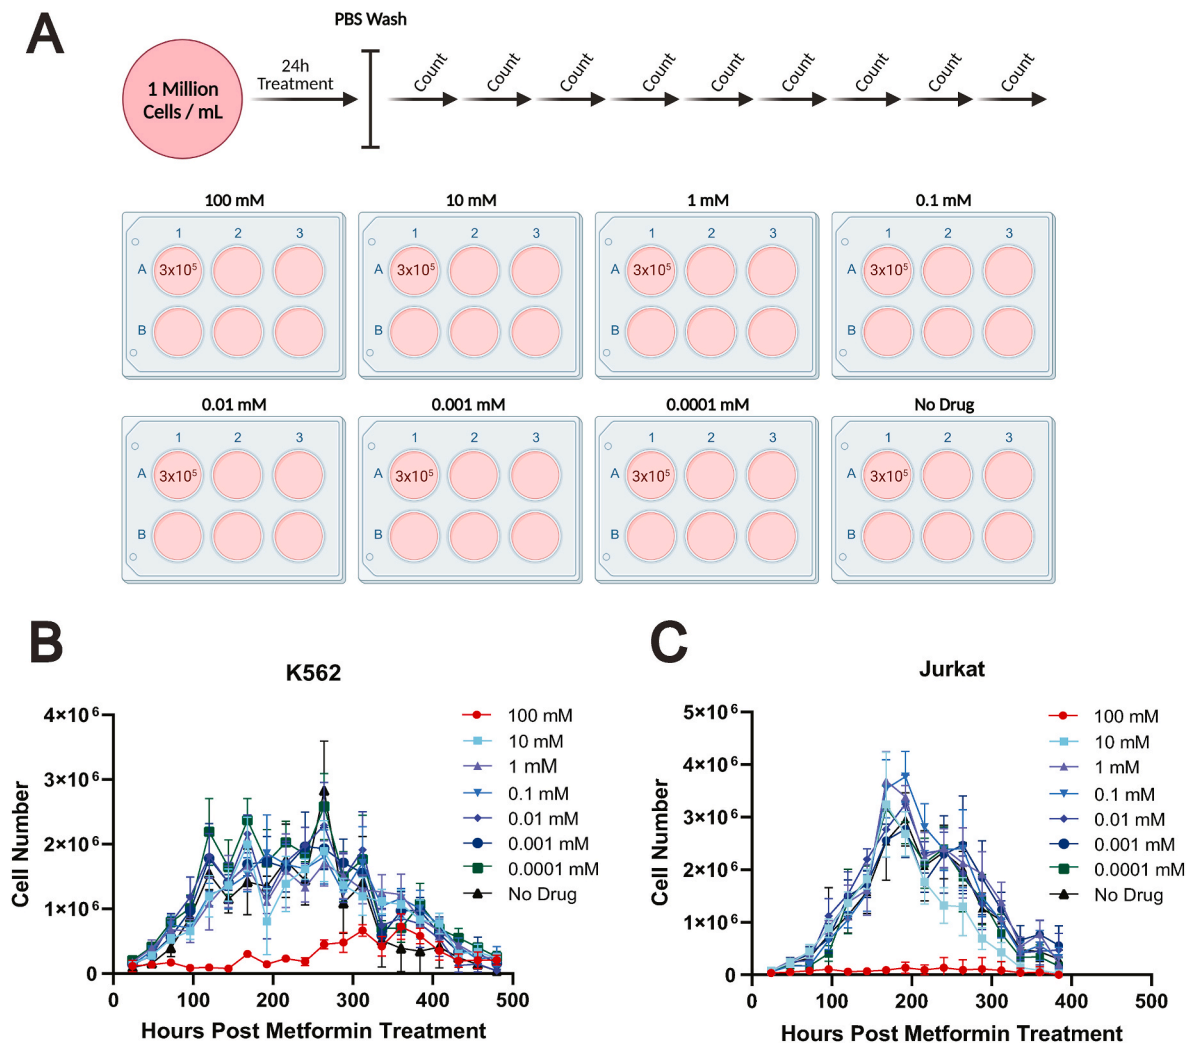 A
PBS Wash
1 Million
Cells / mL
24h
Treatment
Count Count Count Count Count Count Count Count Count
100 mM 10 mM 1 mM 0.1 mM
1 2 3 1 2 3 1 2 3 1 2 3
A 3x10⁵ A 3x10⁵ A 3x10⁵ A 3x10⁵
B B B B
0.01 mM 0.001 mM 0.0001 mM No Drug
1 2 3 1 2 3 1 2 3 1 2 3
A 3x10⁵ A 3x10⁵ A 3x10⁵ A 3x10⁵
B B B B
B
K562
Cell Number
4×10⁶
3×10⁶
2×10⁶
1×10⁶
0
0 100 200 300 400 500
Hours Post Metformin Treatment
100 mM
10 mM
1 mM
0.1 mM
0.01 mM
0.001 mM
0.0001 mM
No Drug
C
Jurkat
Cell Number
5×10⁶
4×10⁶
3×10⁶
2×10⁶
1×10⁶
0
0 100 200 300 400 500
Hours Post Metformin Treatment
100 mM
10 mM
1 mM
0.1 mM
0.01 mM
0.001 mM
0.0001 mM
No Drug